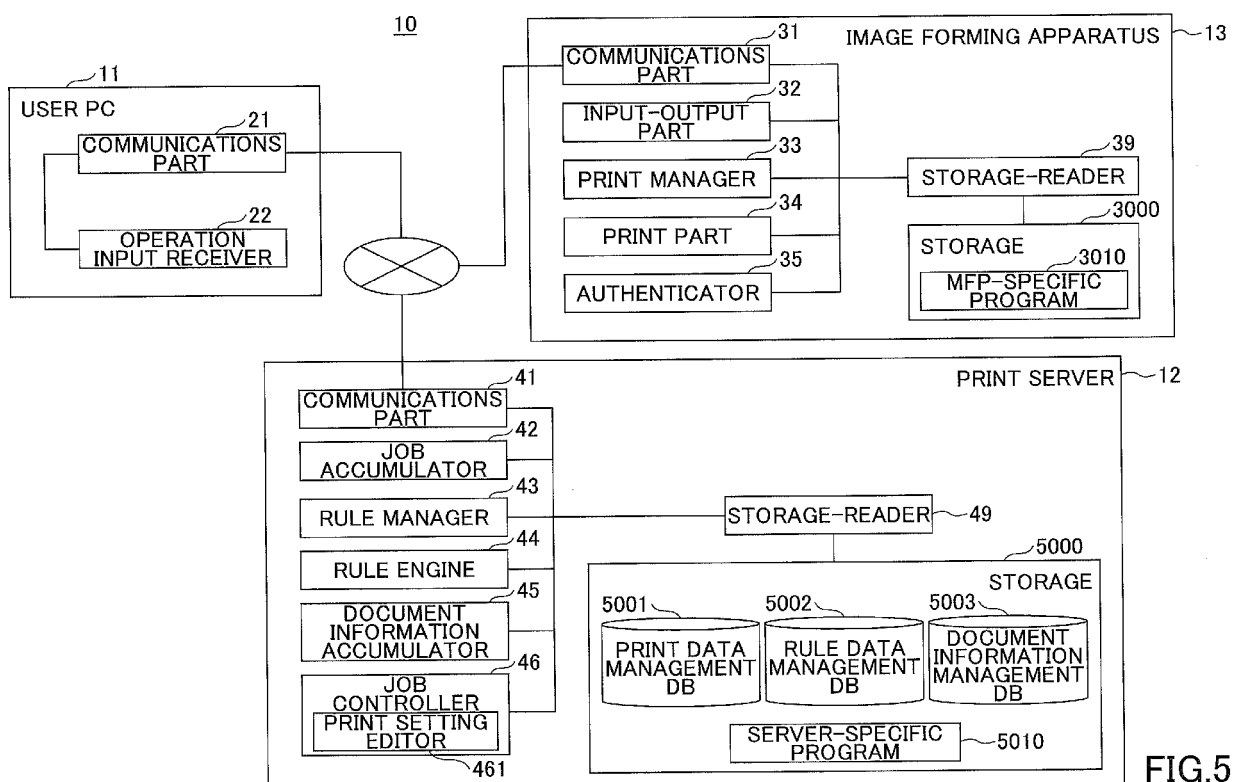 10
11
USER PC
21
COMMUNICATIONS
PART
22
OPERATION
INPUT RECEIVER
IMAGE FORMING APPARATUS
13
31
COMMUNICATIONS
PART
32
INPUT-OUTPUT
PART
33
PRINT MANAGER
34
PRINT PART
35
AUTHENTICATOR
39
STORAGE-READER
3000
STORAGE
3010
MFP-SPECIFIC
PROGRAM
PRINT SERVER
12
41
COMMUNICATIONS
PART
42
JOB
ACCUMULATOR
43
RULE MANAGER
44
RULE ENGINE
45
DOCUMENT
INFORMATION
ACCUMULATOR
46
JOB
CONTROLLER
PRINT SETTING
EDITOR
461
STORAGE-READER
49
5000
STORAGE
5001
PRINT DATA
MANAGEMENT
DB
5002
RULE DATA
MANAGEMENT
DB
5003
DOCUMENT
INFORMATION
MANAGEMENT
DB
SERVER-SPECIFIC
PROGRAM
5010
FIG.5